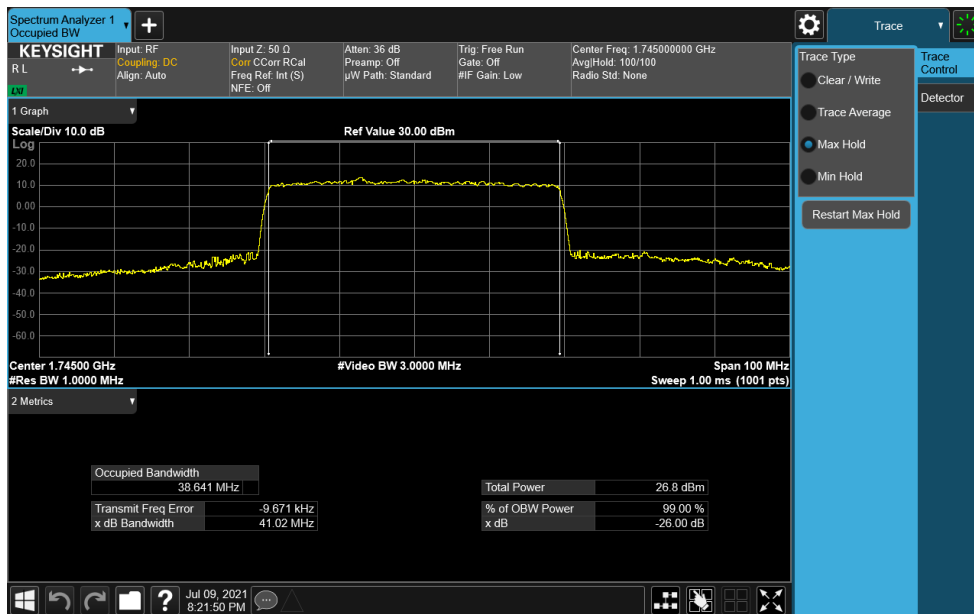 Spectrum Analyzer 1
Occupied BW
Trace
KEYSIGHT
R L
LXI
Input: RF
Coupling: DC
Align: Auto
Input Z: 50 Ω
Corr CCorr RCal
Freq Ref: Int (S)
NFE: Off
Atten: 36 dB
Preamp: Off
µW Path: Standard
Trig: Free Run
Gate: Off
#IF Gain: Low
Center Freq: 1.745000000 GHz
Avg|Hold: 100/100
Radio Std: None
Trace Type
Clear / Write
Trace Average
Max Hold
Min Hold
Restart Max Hold
Trace
Control
Detector
1 Graph
Scale/Div 10.0 dB
Ref Value 30.00 dBm
Log
20.0
10.0
0.00
-10.0
-20.0
-30.0
-40.0
-50.0
-60.0
Center 1.74500 GHz
#Video BW 3.0000 MHz
Span 100 MHz
#Res BW 1.0000 MHz
Sweep 1.00 ms (1001 pts)
2 Metrics
Occupied Bandwidth
38.641 MHz
Total Power 26.8 dBm
Transmit Freq Error -9.671 kHz
% of OBW Power 99.00 %
x dB Bandwidth 41.02 MHz
x dB -26.00 dB
?
Jul 09, 2021
8:21:50 PM